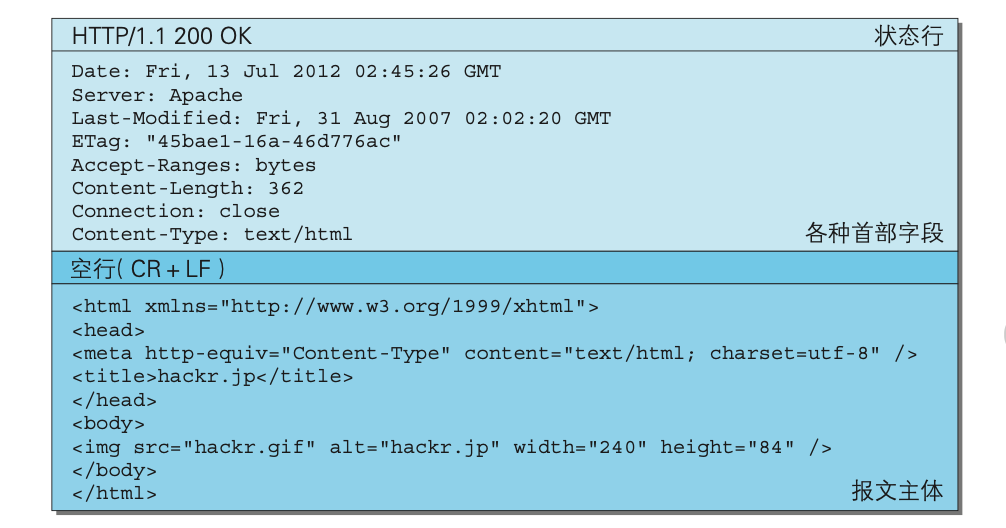 HTTP/1.1 200 OK 状态行
Date: Fri, 13 Jul 2012 02:45:26 GMT
Server: Apache
Last-Modified: Fri, 31 Aug 2007 02:02:20 GMT
ETag: "45bae1-16a-46d776ac"
Accept-Ranges: bytes
Content-Length: 362
Connection: close
Content-Type: text/html 各种首部字段
空行( CR + LF )
<html xmlns="http://www.w3.org/1999/xhtml">
<head>
<meta http-equiv="Content-Type" content="text/html; charset=utf-8" />
<title>hackr.jp</title>
</head>
<body>
<img src="hackr.gif" alt="hackr.jp" width="240" height="84" />
</body>
</html> 报文主体